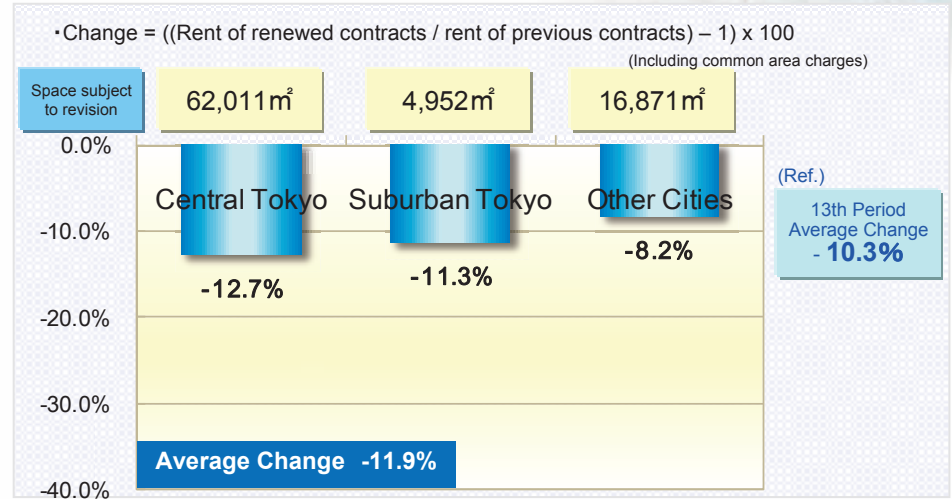 ・Change = ((Rent of renewed contracts / rent of previous contracts) – 1) x 100
(Including common area charges)
Space subject
to revision
62,011㎡
4,952㎡
16,871㎡
0.0%
-10.0%
-20.0%
-30.0%
-40.0%
Central Tokyo
Suburban Tokyo
Other Cities
-12.7%
-11.3%
-8.2%
(Ref.)
13th Period
Average Change
- 10.3%
Average Change -11.9%